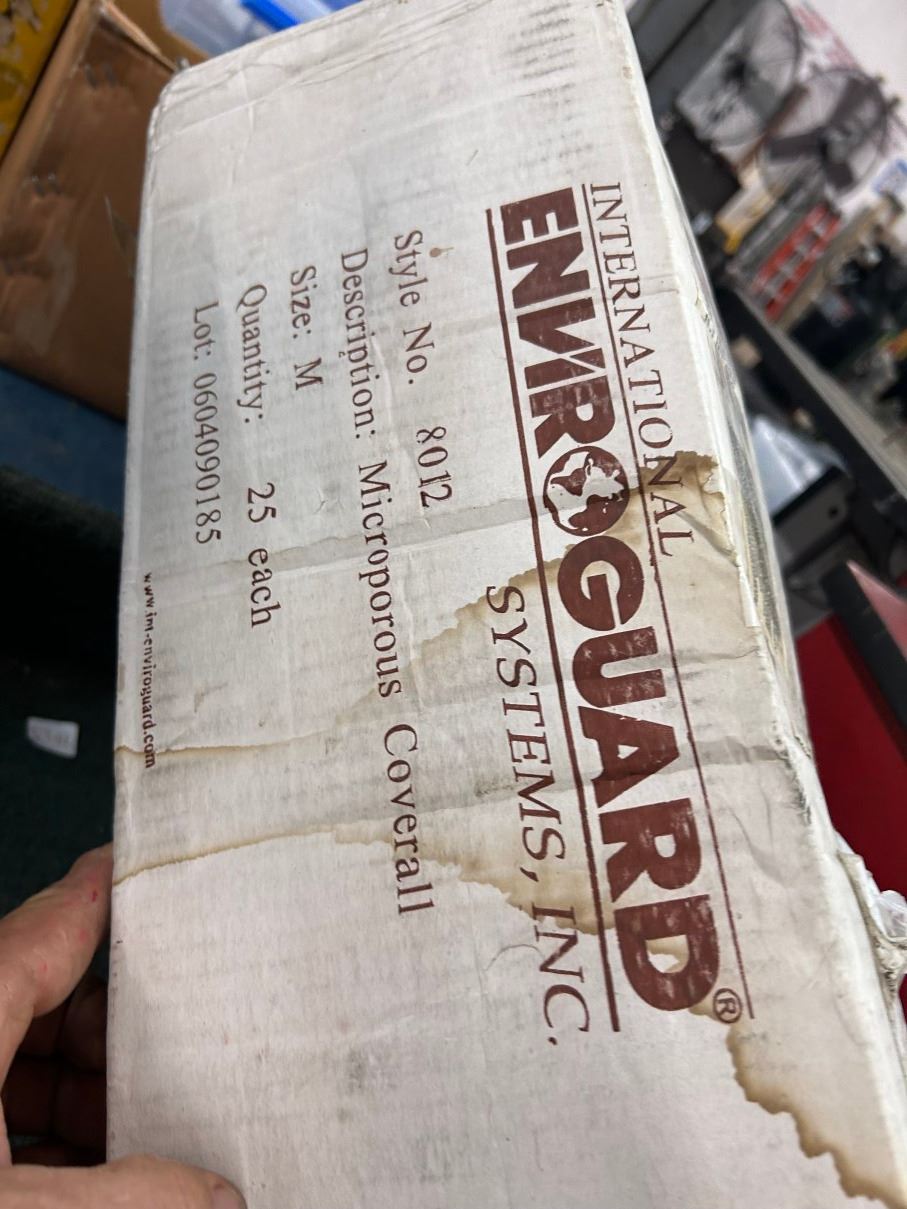 INTERNATIONAL
ENVIROGUARD®
SYSTEMS, INC.
Style No. 8012
Description: Microporous Coverall
Size: M
Quantity: 25 each
Lot: 0604090185
www.int-enviroguard.com